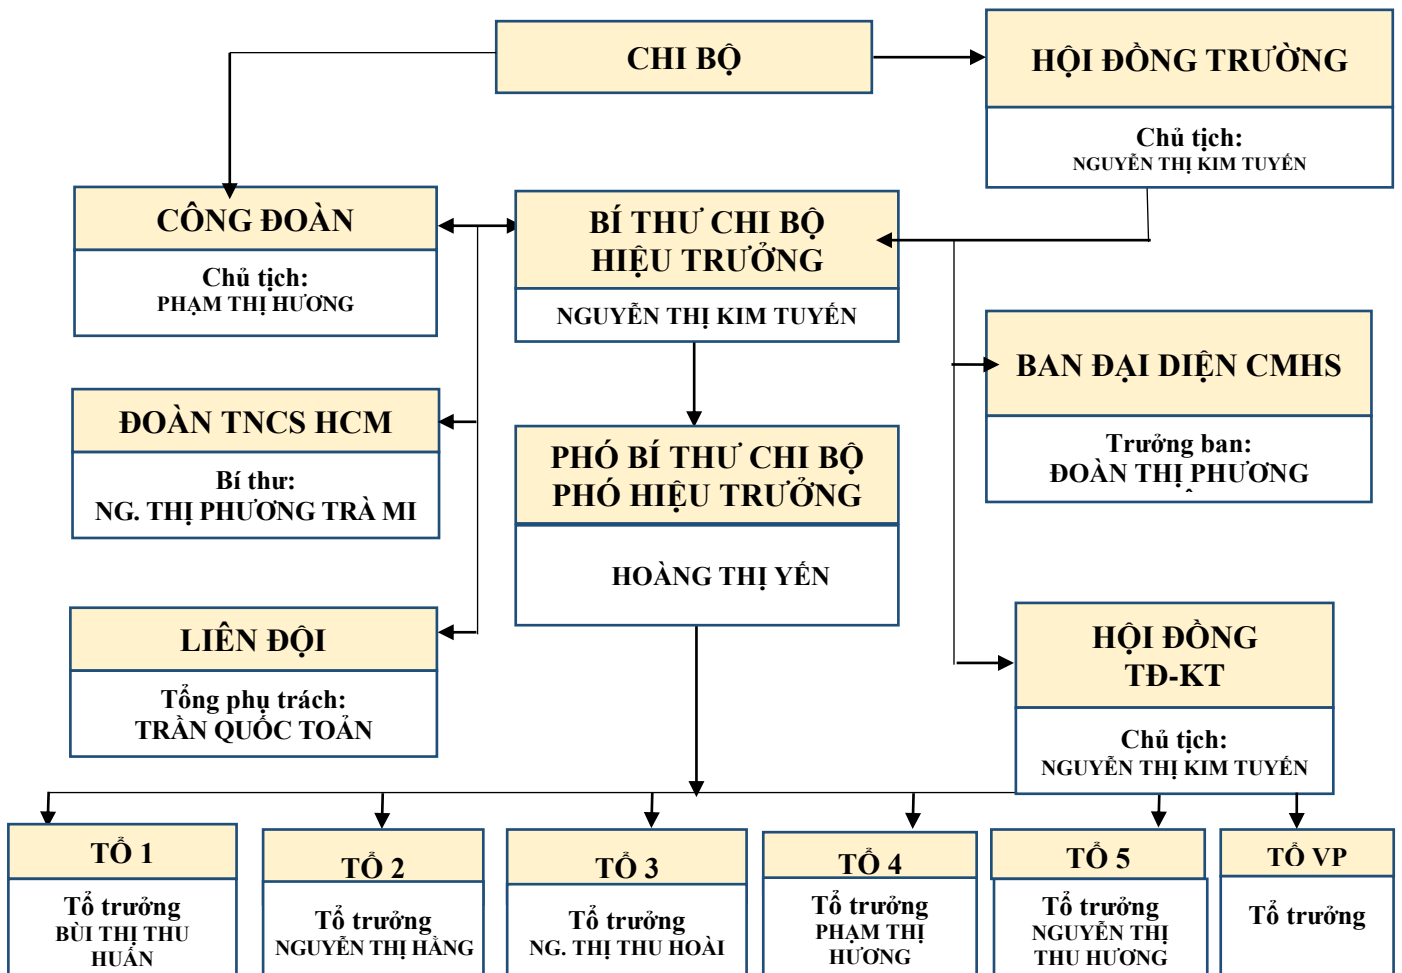 CHI BỘ
HỘI ĐỒNG TRƯỜNG
Chủ tịch:
NGUYỄN THỊ KIM TUYẾN
CÔNG ĐOÀN
Chủ tịch:
PHẠM THỊ HƯƠNG
BÍ THƯ CHI BỘ
HIỆU TRƯỞNG
NGUYỄN THỊ KIM TUYẾN
BAN ĐẠI DIỆN CMHS
Trưởng ban:
ĐOÀN THỊ PHƯƠNG
ĐOÀN TNCS HCM
Bí thư:
NG. THỊ PHƯƠNG TRÀ MI
PHÓ BÍ THƯ CHI BỘ
PHÓ HIỆU TRƯỞNG
HOÀNG THỊ YẾN
LIÊN ĐỘI
Tổng phụ trách:
TRẦN QUỐC TOẢN
HỘI ĐỒNG
TĐ-KT
Chủ tịch:
NGUYỄN THỊ KIM TUYẾN
TỔ 1
Tổ trưởng
BÙI THỊ THU
HUẤN
TỔ 2
Tổ trưởng
NGUYỄN THỊ HẰNG
TỔ 3
Tổ trưởng
NG. THỊ THU HOÀI
TỔ 4
Tổ trưởng
PHẠM THỊ
HƯƠNG
TỔ 5
Tổ trưởng
NGUYỄN THỊ
THU HƯƠNG
TỔ VP
Tổ trưởng